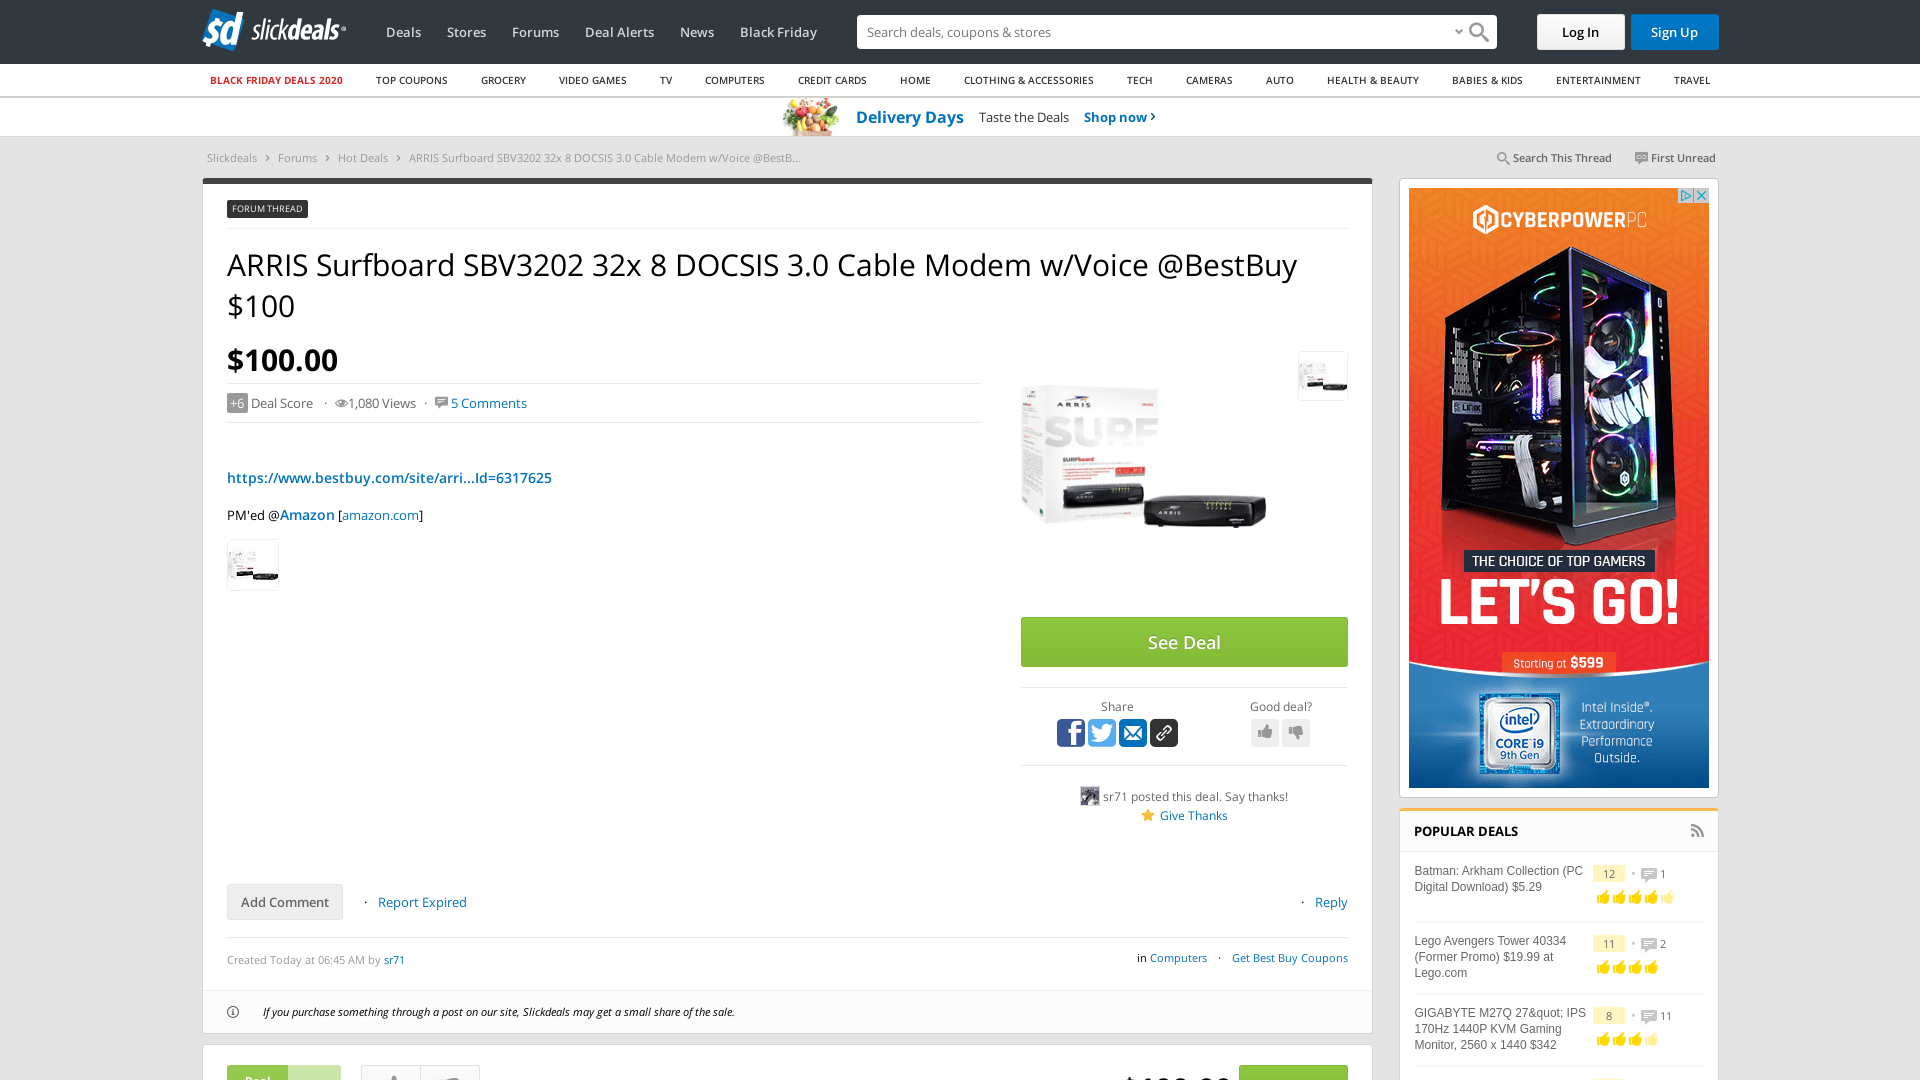 slickdeals
Deals
Stores
Forums
Deal Alerts
News
Black Friday
Search deals, coupons & stores
Log In
Sign Up
BLACK FRIDAY DEALS 2020
TOP COUPONS
GROCERY
VIDEO GAMES
TV
COMPUTERS
CREDIT CARDS
HOME
CLOTHING & ACCESSORIES
TECH
CAMERAS
AUTO
HEALTH & BEAUTY
BABIES & KIDS
ENTERTAINMENT
TRAVEL
Delivery Days Taste the Deals Shop now
Slickdeals > Forums > Hot Deals > ARRIS Surfboard SBV3202 32x 8 DOCSIS 3.0 Cable Modem w/Voice @BestB...
Search This Thread
First Unread
FORUM THREAD
ARRIS Surfboard SBV3202 32x 8 DOCSIS 3.0 Cable Modem w/Voice @BestBuy
$100
$100.00
+6 Deal Score · 1,080 Views · 5 Comments
https://www.bestbuy.com/site/arri...Id=6317625
PM'ed @Amazon [amazon.com]
ARRIS
SURF
SURFboard
ARRIS
See Deal
Share
Good deal?
sr71 posted this deal. Say thanks!
Give Thanks
Add Comment
· Report Expired
· Reply
Created Today at 06:45 AM by sr71
in Computers · Get Best Buy Coupons
If you purchase something through a post on our site, Slickdeals may get a small share of the sale.
CYBERPOWERPC
THE CHOICE OF TOP GAMERS
LET'S GO!
Starting at $599
intel
CORE i9
9th Gen
Intel Inside®.
Extraordinary
Performance
Outside.
POPULAR DEALS
Batman: Arkham Collection (PC
Digital Download) $5.29
12 • 1
Lego Avengers Tower 40334
(Former Promo) $19.99 at
Lego.com
11 • 2
GIGABYTE M27Q 27&quot; IPS
170Hz 1440P KVM Gaming
Monitor, 2560 x 1440 $342
8 • 11